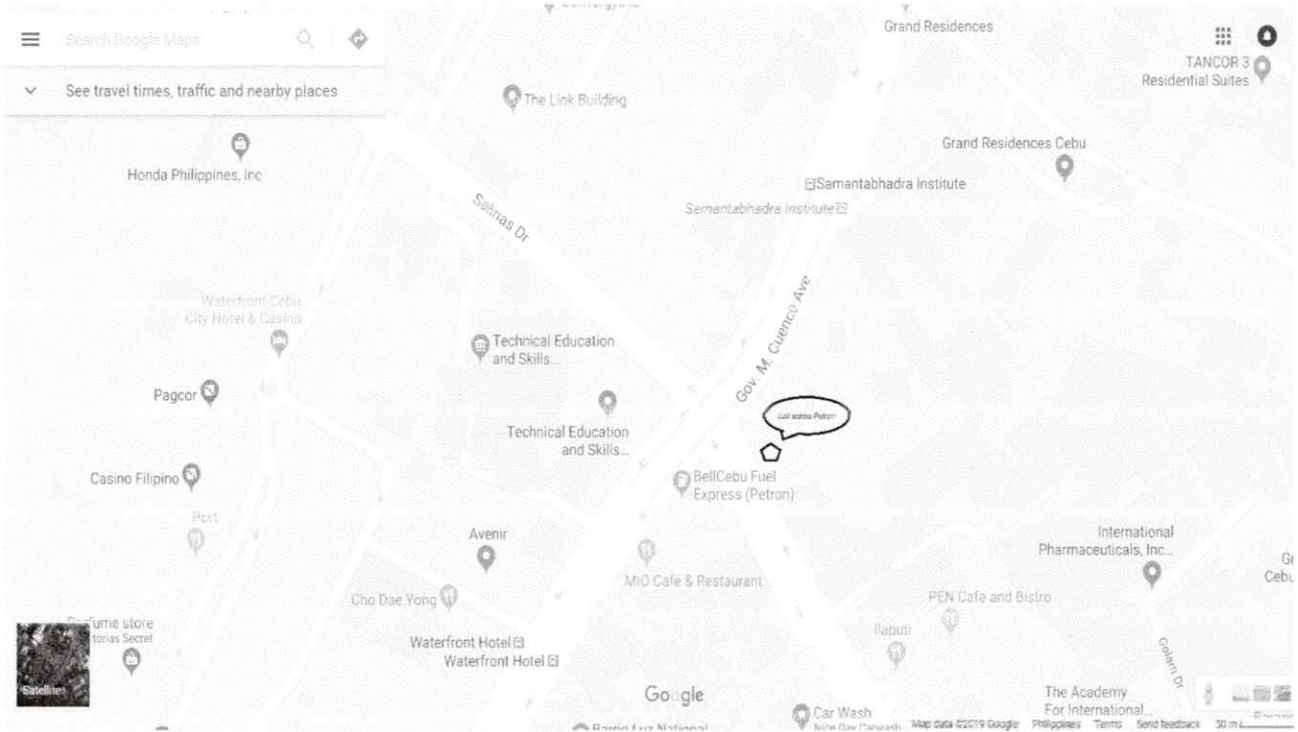 Grand Residences
Search Google Maps
TANCOR 3
Residential Suites
See travel times, traffic and nearby places
The Link Building
Honda Philippines, Inc
Grand Residences Cebu
Samantabhadra Institute
Samantabhadra Institute
Salinas Dr
Waterfront Cebu
City Hotel & Casino
Gov. M. Cuenco Ave
Technical Education
and Skills...
Pagcor
Just across Petron
Technical Education
and Skills...
Casino Filipino
BellCebu Fuel
Express (Petron)
Port
Avenir
International
Pharmaceuticals, Inc...
MIO Cafe & Restaurant
Cho Dae Yong
PEN Cafe and Bistro
Ilaputi
Waterfront Hotel
Waterfront Hotel
Golam Dr
Satellite
Google
The Academy
For International...
Car Wash
Map data ©2019 Google Philippines Terms Send feedback 50 m